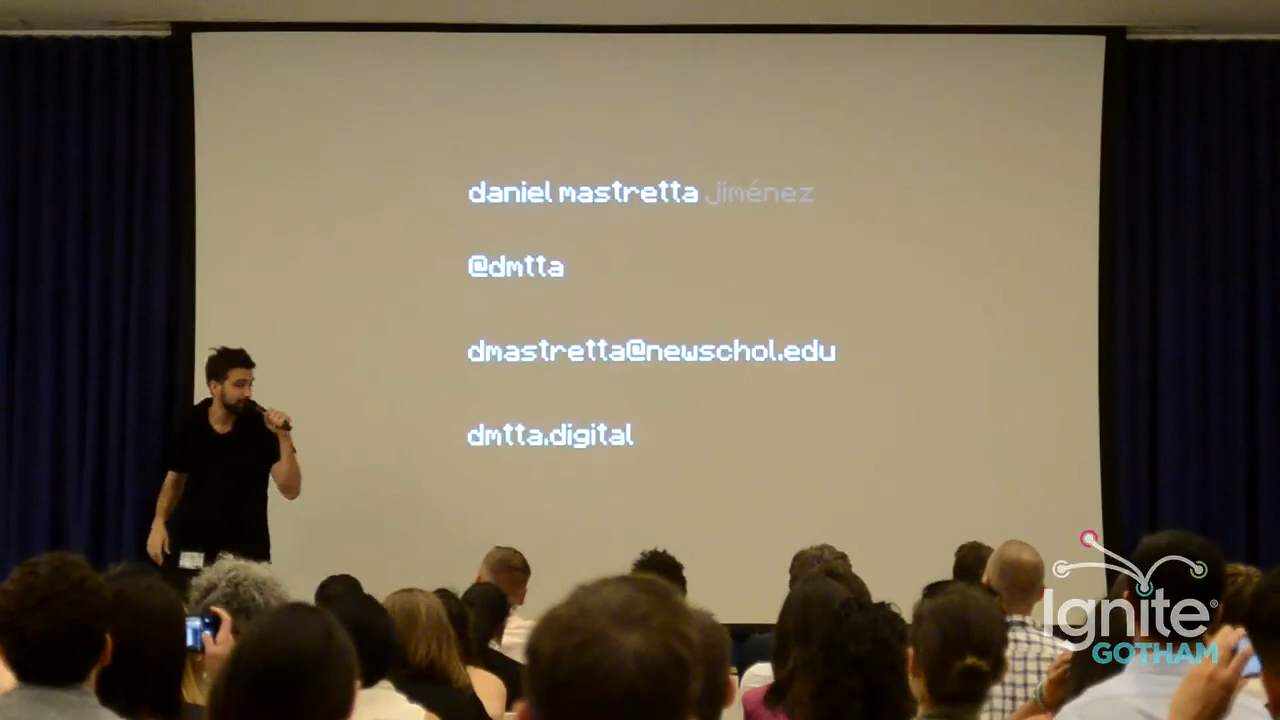 daniel mastretta jiménez
@dmtta
dmastretta@newschol.edu
dmtta.digital
Ignite®
GOTHAM